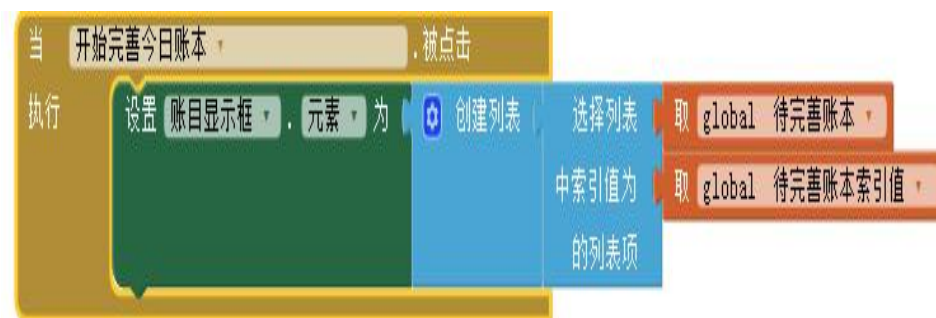 当 开始完善今日账本 .被点击
执行 设置 账目显示框 . 元素 为 创建列表 选择列表 取 global 待完善账本
中索引值为 取 global 待完善账本索引值
的列表项